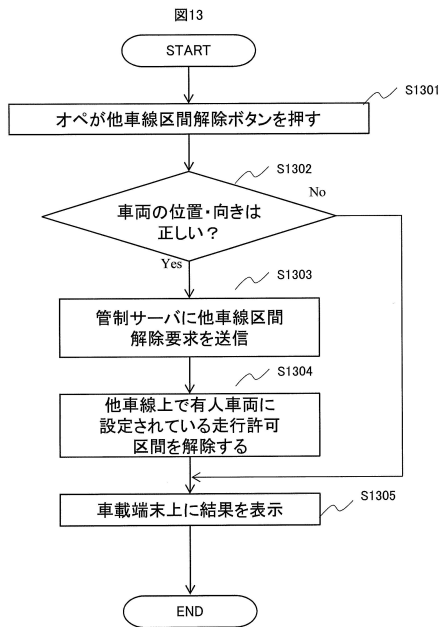 図13
START
S1301
オペが他車線区間解除ボタンを押す
S1302
車両の位置・向きは
正しい？
No
Yes
S1303
管制サーバに他車線区間
解除要求を送信
S1304
他車線上で有人車両に
設定されている走行許可
区間を解除する
S1305
車載端末上に結果を表示
END